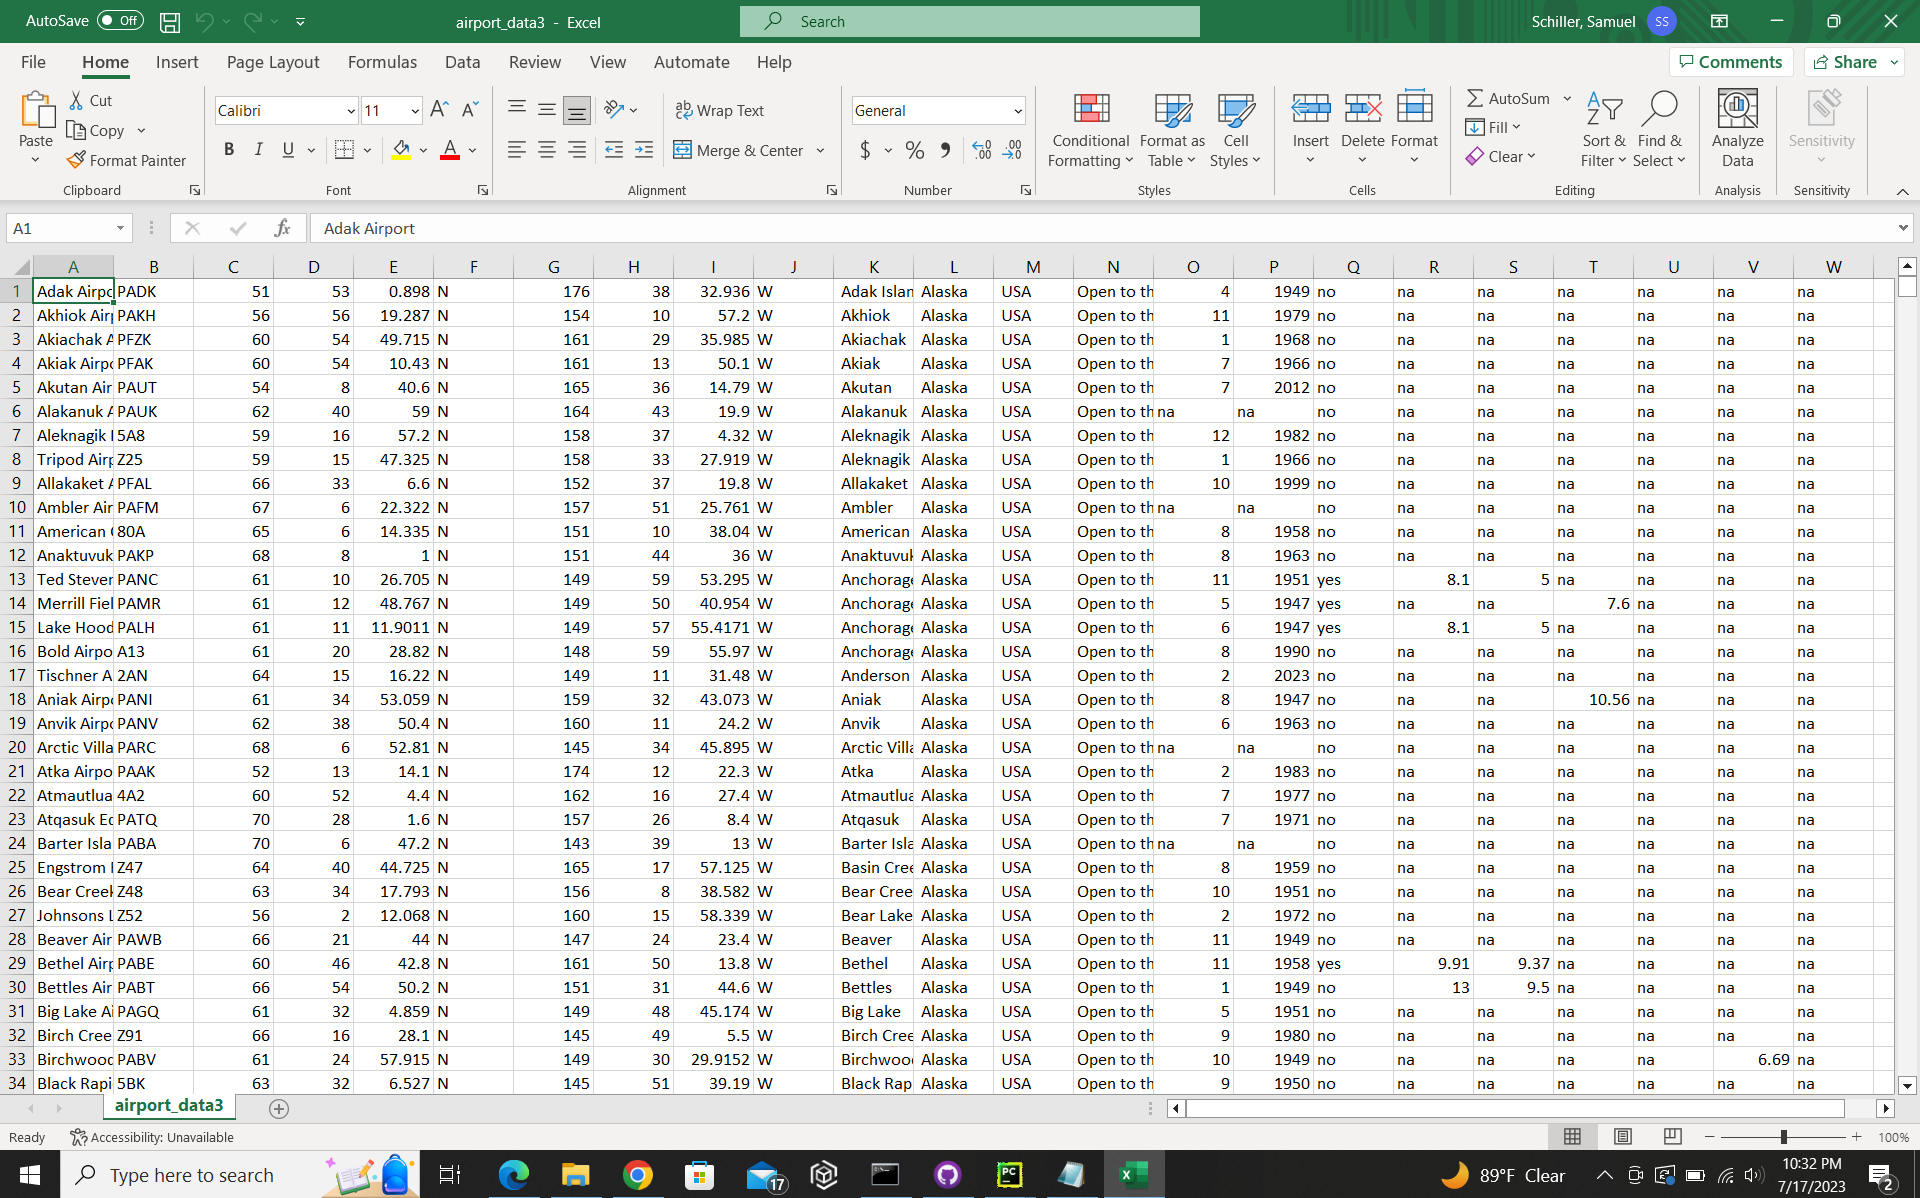 AutoSave Off airport_data3 - Excel Search Schiller, Samuel SS
File Home Insert Page Layout Formulas Data Review View Automate Help Comments Share
Paste Cut Copy Format Painter Clipboard
Calibri 11 B I U Font
Wrap Text Merge & Center Alignment
General $ % Number
Conditional Formatting Format as Table Cell Styles Styles
Insert Delete Format Cells
AutoSum Fill Clear Sort & Filter Find & Select Editing
Analyze Data Analysis
Sensitivity Sensitivity
A1 fx Adak Airport
A B C D E F G H I J K L M N O P Q R S T U V W
1 Adak Airpo PADK 51 53 0.898 N 176 38 32.936 W Adak Islan Alaska USA Open to th 4 1949 no na na na na na na
2 Akhiok Airp PAKH 56 56 19.287 N 154 10 57.2 W Akhiok Alaska USA Open to th 11 1979 no na na na na na na
3 Akiachak A PFZK 60 54 49.715 N 161 29 35.985 W Akiachak Alaska USA Open to th 1 1968 no na na na na na na
4 Akiak Airpo PFAK 60 54 10.43 N 161 13 50.1 W Akiak Alaska USA Open to th 7 1966 no na na na na na na
5 Akutan Air PAUT 54 8 40.6 N 165 36 14.79 W Akutan Alaska USA Open to th 7 2012 no na na na na na na
6 Alakanuk A PAUK 62 40 59 N 164 43 19.9 W Alakanuk Alaska USA Open to th na na no na na na na na na
7 Aleknagik 5A8 59 16 57.2 N 158 37 4.32 W Aleknagik Alaska USA Open to th 12 1982 no na na na na na na
8 Tripod Airp Z25 59 15 47.325 N 158 33 27.919 W Aleknagik Alaska USA Open to th 1 1966 no na na na na na na
9 Allakaket A PFAL 66 33 6.6 N 152 37 19.8 W Allakaket Alaska USA Open to th 10 1999 no na na na na na na
10 Ambler Air PAFM 67 6 22.322 N 157 51 25.761 W Ambler Alaska USA Open to th na na no na na na na na na
11 American 80A 65 6 14.335 N 151 10 38.04 W American Alaska USA Open to th 8 1958 no na na na na na na
12 Anaktuvuk PAKP 68 8 1 N 151 44 36 W Anaktuvuk Alaska USA Open to th 8 1963 no na na na na na na
13 Ted Steven PANC 61 10 26.705 N 149 59 53.295 W Anchorage Alaska USA Open to th 11 1951 yes 8.1 5 na na na na
14 Merrill Fiel PAMR 61 12 48.767 N 149 50 40.954 W Anchorage Alaska USA Open to th 5 1947 yes na na 7.6 na na na
15 Lake Hood PALH 61 11 11.9011 N 149 57 55.4171 W Anchorage Alaska USA Open to th 6 1947 yes 8.1 5 na na na na
16 Bold Airpo A13 61 20 28.82 N 148 59 55.97 W Anchorage Alaska USA Open to th 8 1990 no na na na na na na
17 Tischner A 2AN 64 15 16.22 N 149 11 31.48 W Anderson Alaska USA Open to th 2 2023 no na na na na na na
18 Aniak Airpo PANI 61 34 53.059 N 159 32 43.073 W Aniak Alaska USA Open to th 8 1947 no na na 10.56 na na na
19 Anvik Airpo PANV 62 38 50.4 N 160 11 24.2 W Anvik Alaska USA Open to th 6 1963 no na na na na na na
20 Arctic Villa PARC 68 6 52.81 N 145 34 45.895 W Arctic Villa Alaska USA Open to th na na no na na na na na na
21 Atka Airpo PAAK 52 13 14.1 N 174 12 22.3 W Atka Alaska USA Open to th 2 1983 no na na na na na na
22 Atmautlua 4A2 60 52 4.4 N 162 16 27.4 W Atmautlua Alaska USA Open to th 7 1977 no na na na na na na
23 Atqasuk Ed PATQ 70 28 1.6 N 157 26 8.4 W Atqasuk Alaska USA Open to th 7 1971 no na na na na na na
24 Barter Isla PABA 70 6 47.2 N 143 39 13 W Barter Isla Alaska USA Open to th na na no na na na na na na
25 Engstrom Z47 64 40 44.725 N 165 17 57.125 W Basin Cree Alaska USA Open to th 8 1959 no na na na na na na
26 Bear Creek Z48 63 34 17.793 N 156 8 38.582 W Bear Cree Alaska USA Open to th 10 1951 no na na na na na na
27 Johnsons L Z52 56 2 12.068 N 160 15 58.339 W Bear Lake Alaska USA Open to th 2 1972 no na na na na na na
28 Beaver Air PAWB 66 21 44 N 147 24 23.4 W Beaver Alaska USA Open to th 11 1949 no na na na na na na
29 Bethel Airp PABE 60 46 42.8 N 161 50 13.8 W Bethel Alaska USA Open to th 11 1958 yes 9.91 9.37 na na na na
30 Bettles Air PABT 66 54 50.2 N 151 31 44.6 W Bettles Alaska USA Open to th 1 1949 no 13 9.5 na na na na
31 Big Lake Ai PAGQ 61 32 4.859 N 149 48 45.174 W Big Lake Alaska USA Open to th 5 1951 no na na na na na na
32 Birch Cree Z91 66 16 28.1 N 145 49 5.5 W Birch Cree Alaska USA Open to th 9 1980 no na na na na na na
33 Birchwood PABV 61 24 57.915 N 149 30 29.9152 W Birchwoo Alaska USA Open to th 10 1949 no na na na na 6.69 na
34 Black Rapi 5BK 63 32 6.527 N 145 51 39.19 W Black Rap Alaska USA Open to th 9 1950 no na na na na na na
airport_data3
Ready Accessibility: Unavailable 100%
Type here to search 17 PC 89°F Clear 10:32 PM 7/17/2023 2